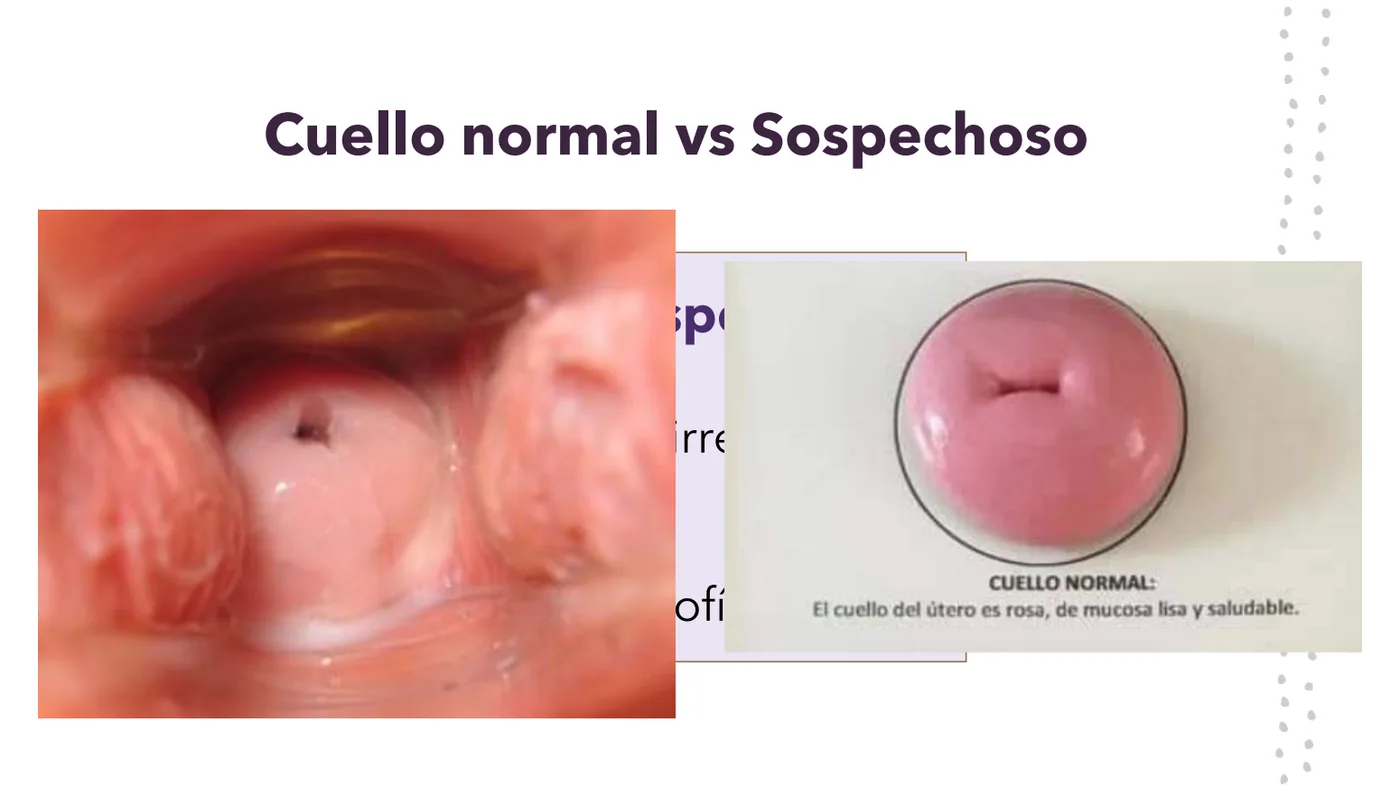 Cuello normal vs Sospechoso
CUELLO NORMAL:
El cuello del útero es rosa, de mucosa lisa y saludable.